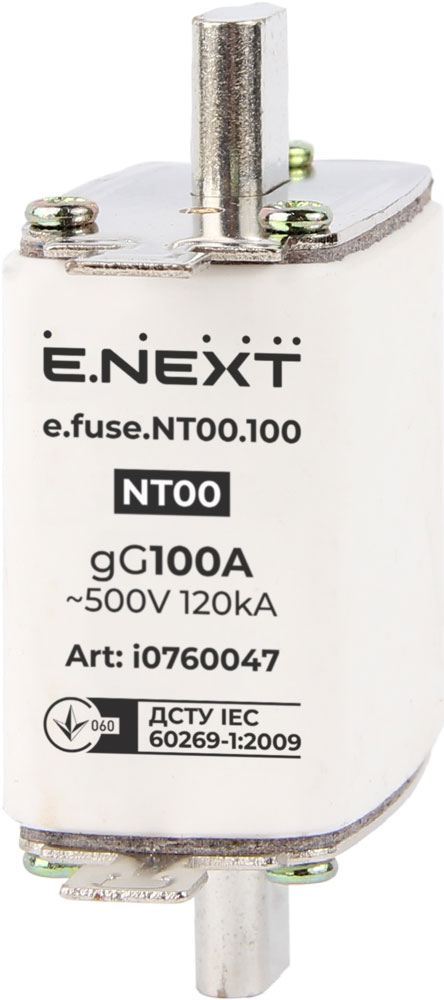 E.NEXT
e.fuse.NT00.100
NT00
gG100A
~500V 120kA
Art: i0760047
060 ДСТУ IEC
60269-1:2009